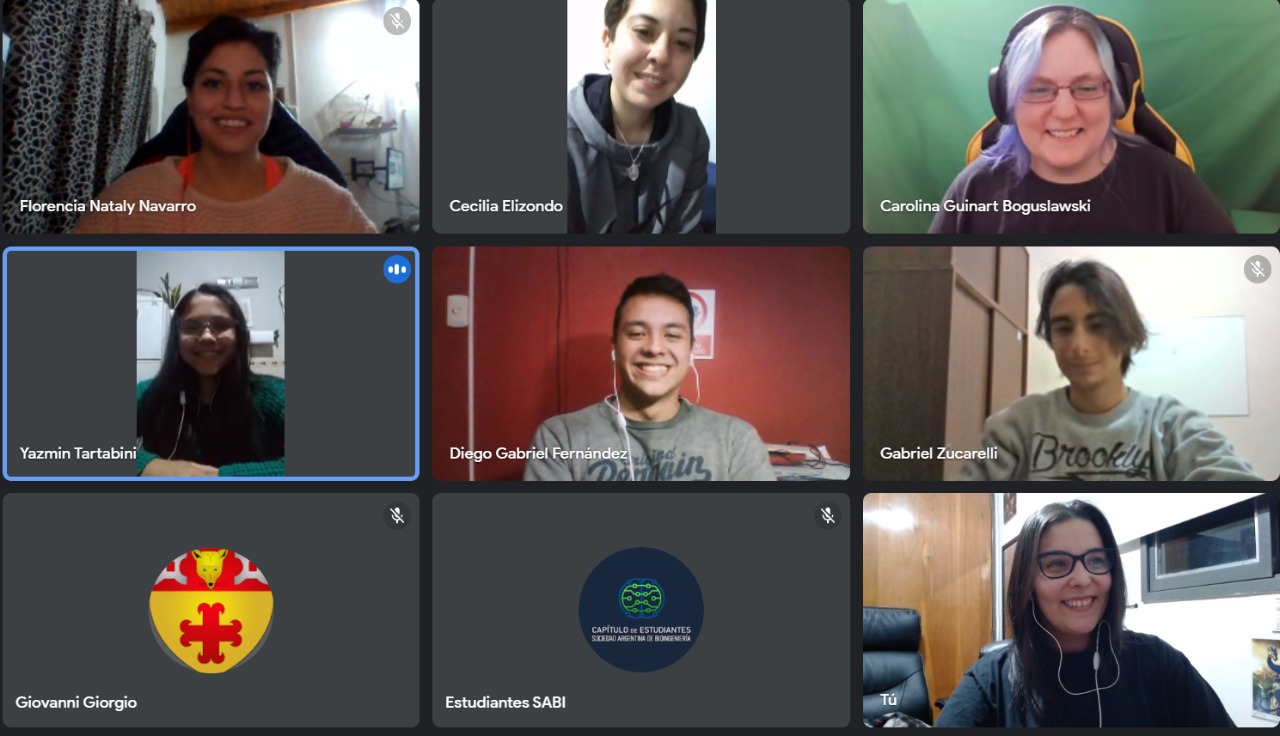 Florencia Nataly Navarro
Cecilia Elizondo
Carolina Guinart Boguslawski
Yazmin Tartabini
Diego Gabriel Fernández
Penguin
Gabriel Zucarelli
Brooklyn
Giovanni Giorgio
CAPÍTULO DE ESTUDIANTES
SOCIEDAD ARGENTINA DE BIOINGENIERÍA
Estudiantes SABI
Tú